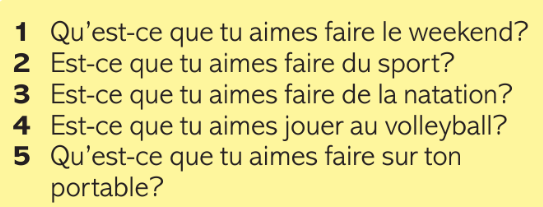 1 Qu'est-ce que tu aimes faire le weekend?
2 Est-ce que tu aimes faire du sport?
3 Est-ce que tu aimes faire de la natation?
4 Est-ce que tu aimes jouer au volleyball?
5 Qu'est-ce que tu aimes faire sur ton
portable?